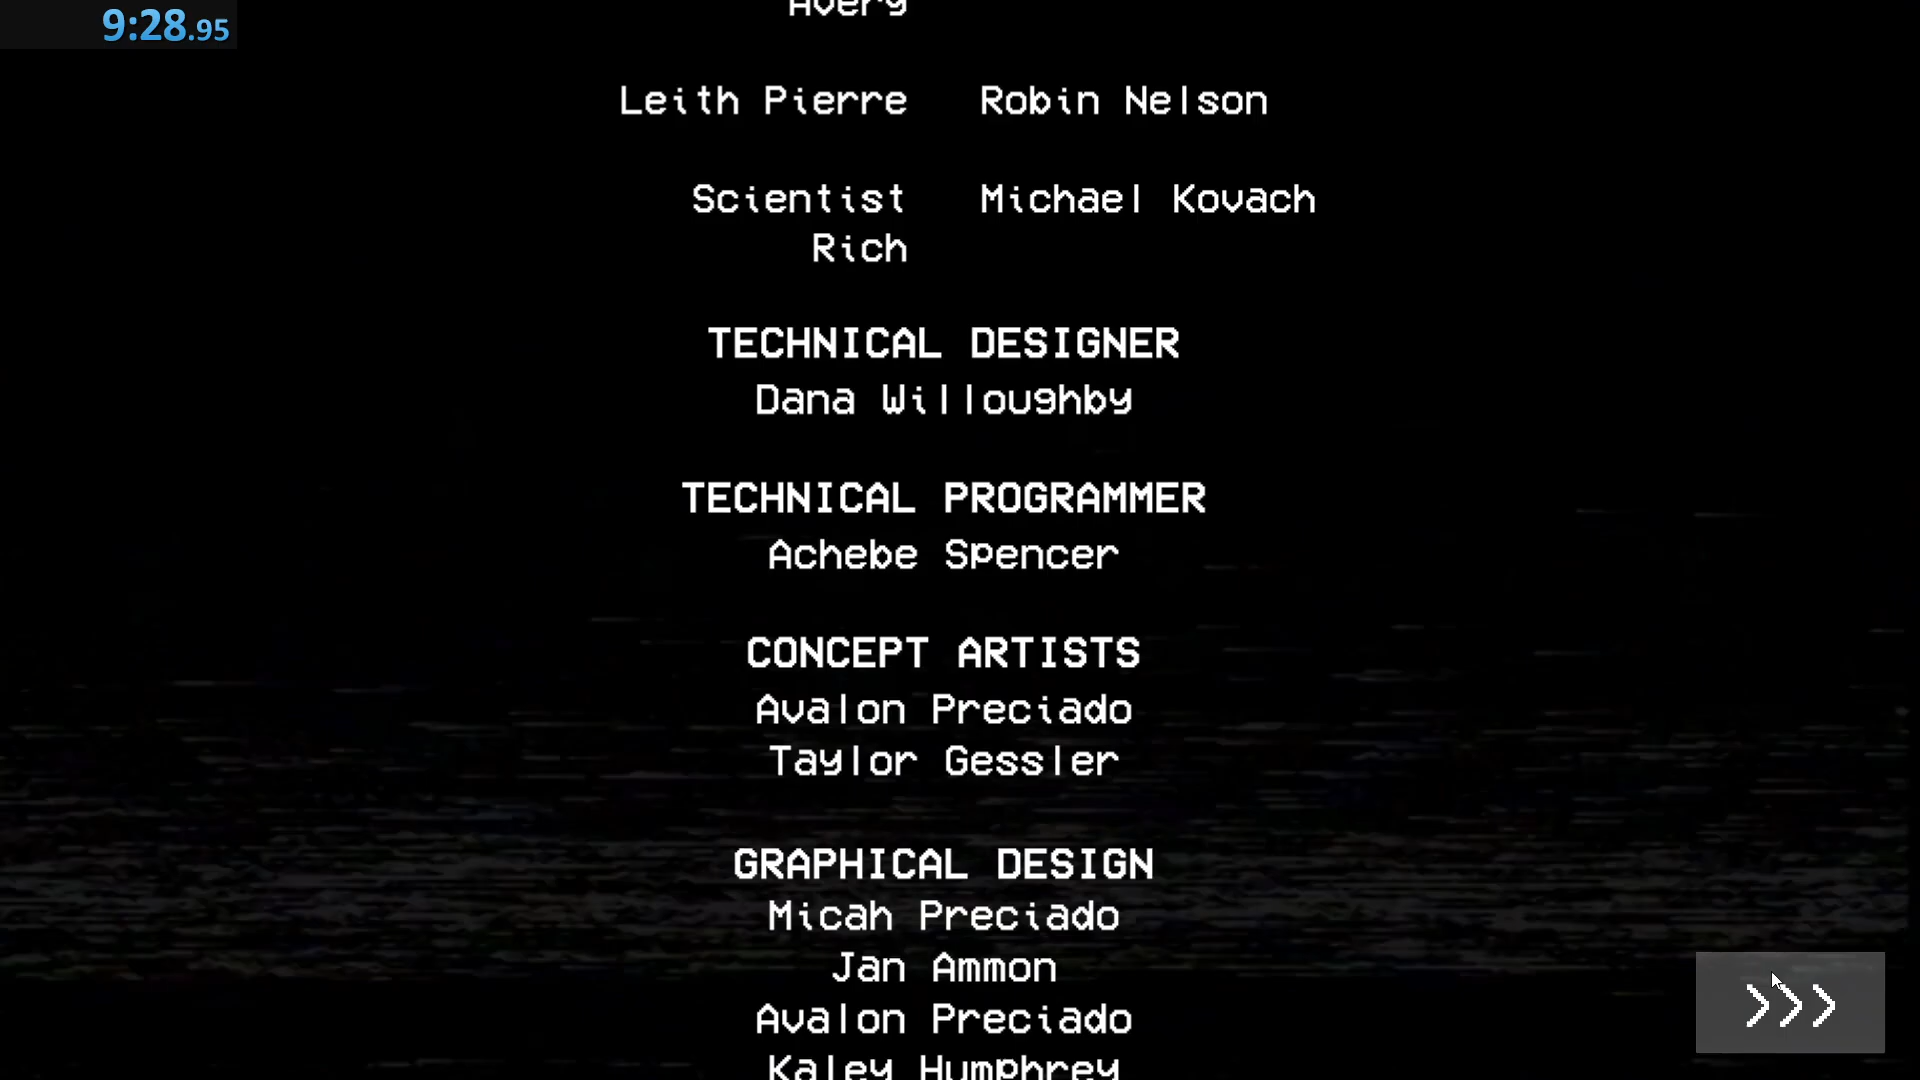 9:28.95
Avery
Leith Pierre Robin Nelson
Scientist Michael Kovach
Rich
TECHNICAL DESIGNER
Dana Willoughby
TECHNICAL PROGRAMMER
Achebe Spencer
CONCEPT ARTISTS
Avalon Preciado
Taylor Gessler
GRAPHICAL DESIGN
Micah Preciado
Jan Ammon
Avalon Preciado
Kaley Humphrey
>>>